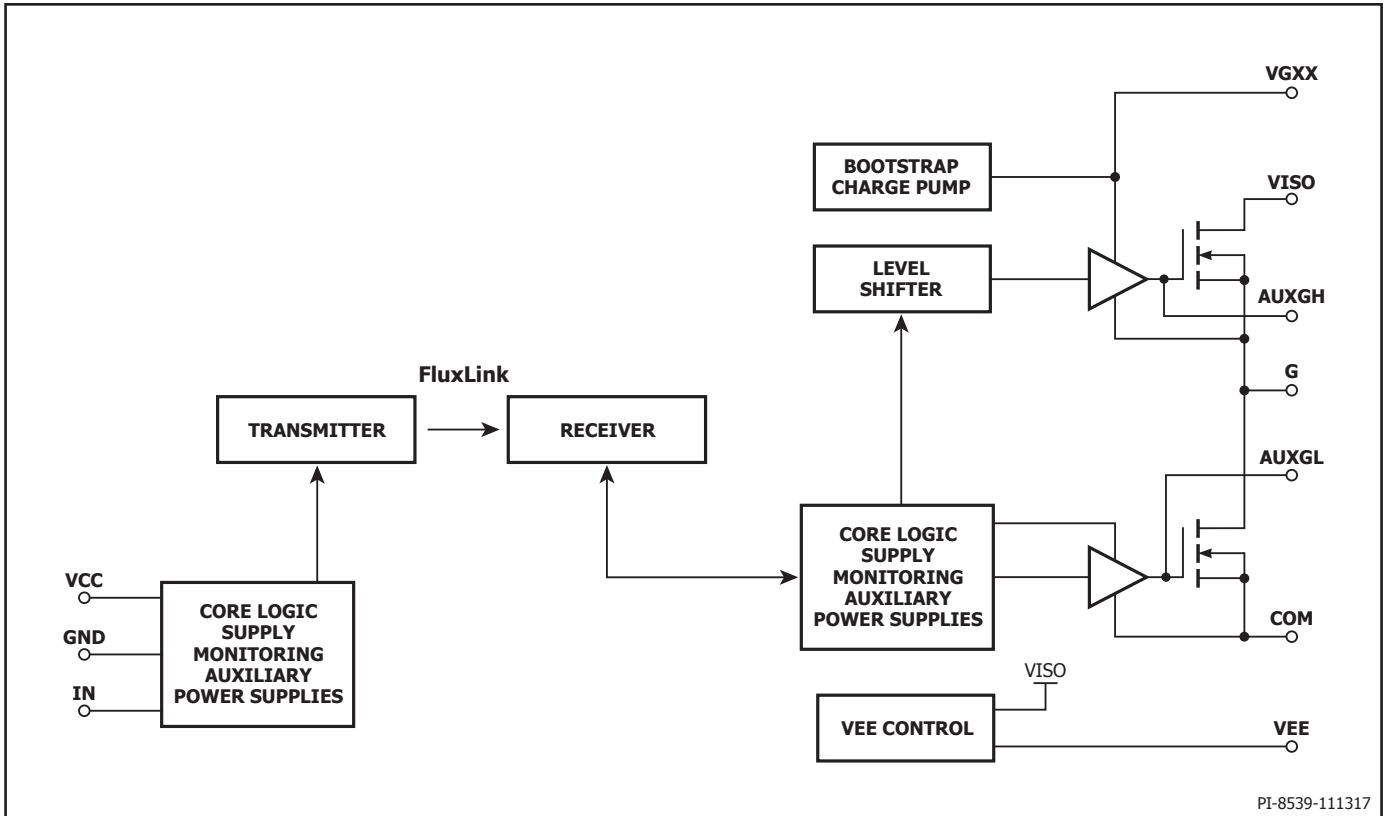 VGXX
BOOTSTRAP
CHARGE PUMP
VISO
LEVEL
SHIFTER
AUXGH
FluxLink
G
TRANSMITTER
RECEIVER
AUXGL
CORE LOGIC
SUPPLY
MONITORING
AUXILIARY
POWER SUPPLIES
VCC
GND
IN
CORE LOGIC
SUPPLY
MONITORING
AUXILIARY
POWER SUPPLIES
COM
VISO
VEE CONTROL
VEE
PI-8539-111317